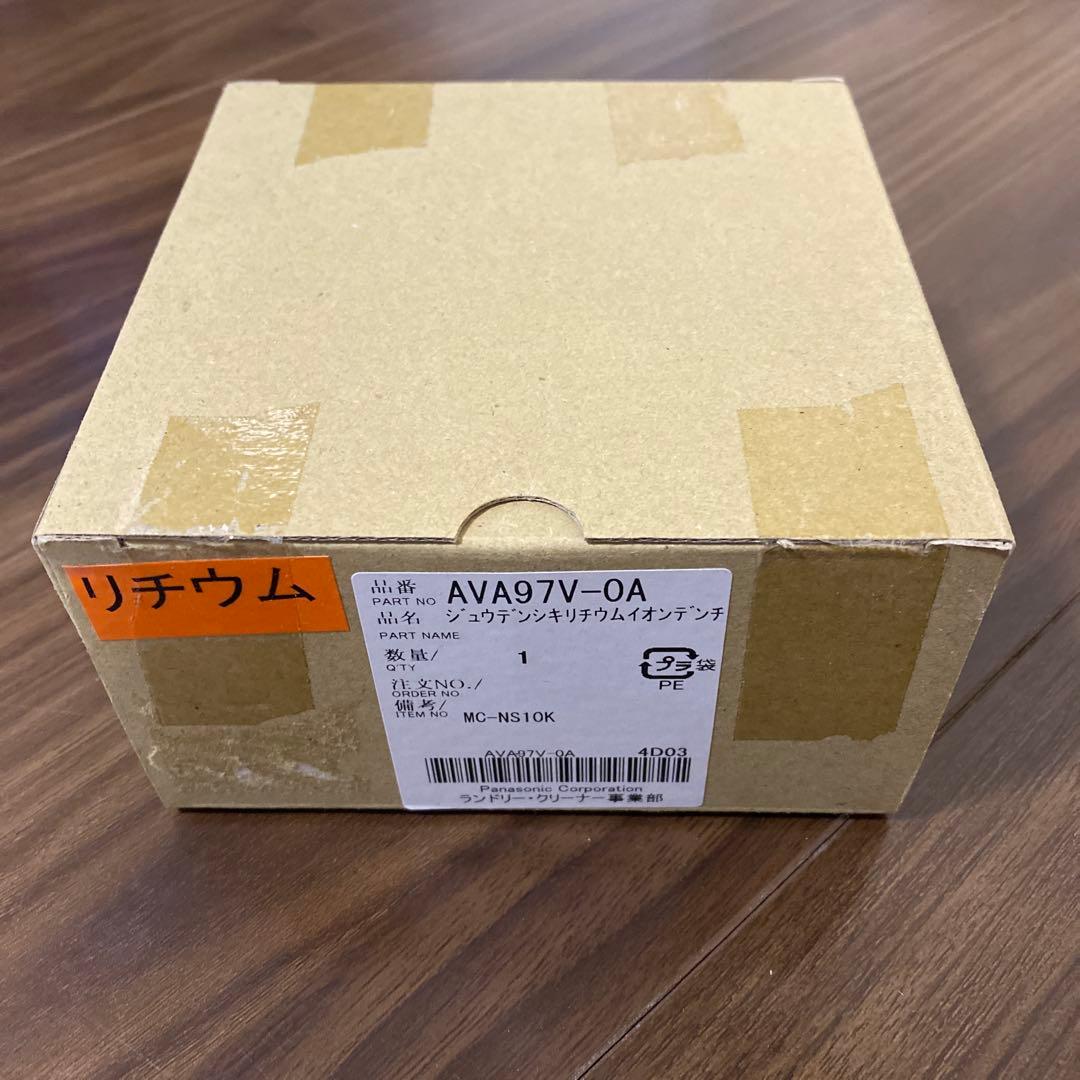 リチウム
品番 AVA97V-0A
PART NO
品名 ジュウデンシキリチウムイオンデンチ
PART NAME
数量/ 1
Q'TY
プラ 袋
PE
注文NO./
ORDER NO
備考/
ITEM NO MC-NS10K
AVA97V-0A 4D03
Panasonic Corporation
ランドリー・クリーナー事業部